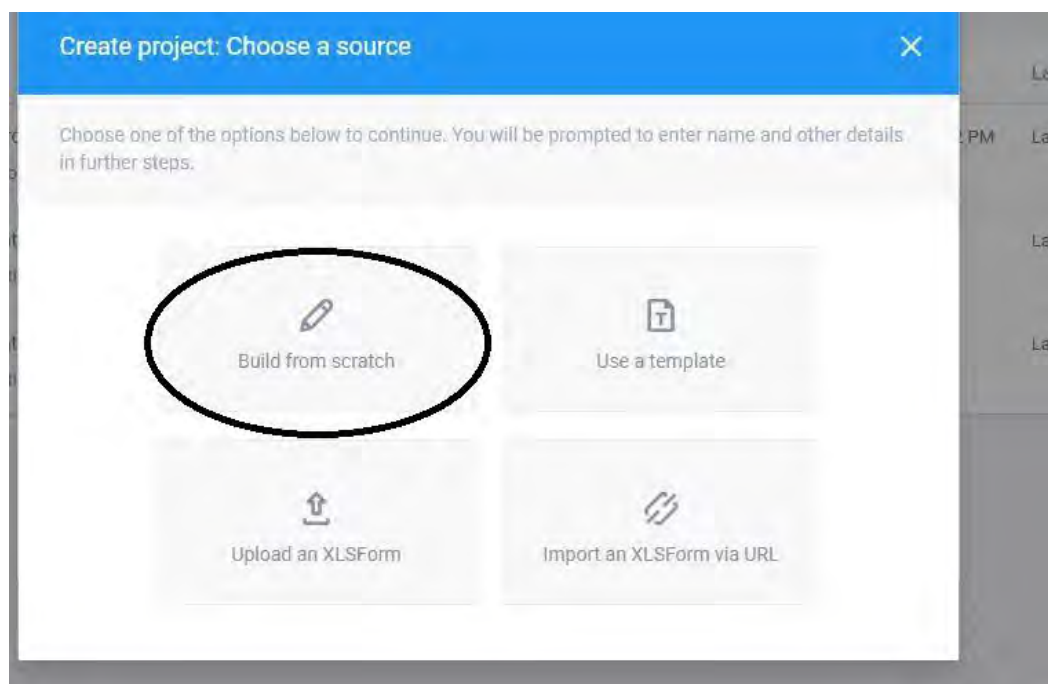 Create project: Choose a source
Choose one of the options below to continue. You will be prompted to enter name and other details
in further steps.
PM
Build from scratch
Use a template
Upload an XLSForm
Import an XLSForm via URL